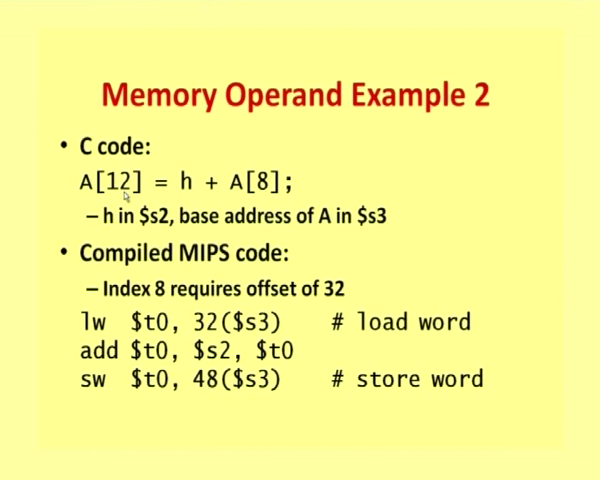 Memory Operand Example 2
• C code:
A[12] = h + A[8];
– h in $s2, base address of A in $s3
• Compiled MIPS code:
– Index 8 requires offset of 32
lw $t0, 32($s3) # load word
add $t0, $s2, $t0
sw $t0, 48($s3) # store word